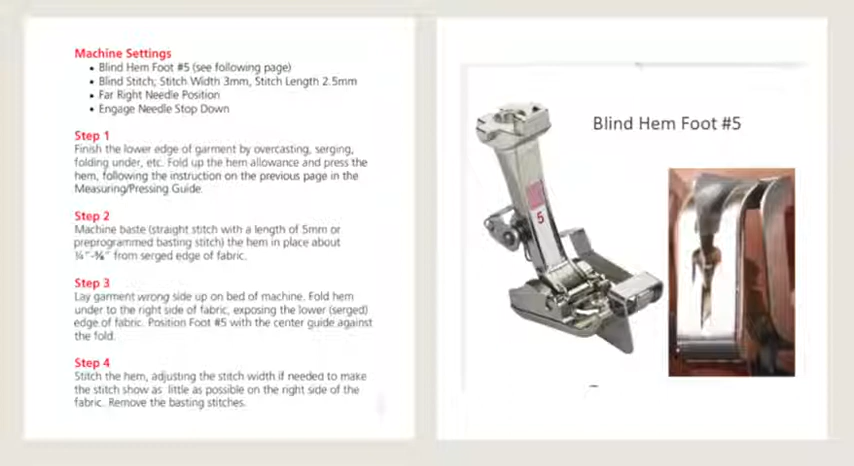 Machine Settings
• Blind Hem Foot #5 (see following page)
• Blind Stitch; Stitch Width 3mm, Stitch Length 2.5mm
• Far Right Needle Position
• Engage Needle Stop Down
Step 1
Finish the lower edge of garment by overcasting, serging,
folding under, etc. Fold up the hem allowance and press the
hem, following the instruction on the previous page in the
Measuring/Pressing Guide.
Step 2
Machine baste (straight stitch with a length of 5mm or
preprogrammed basting stitch) the hem in place about
¼"-⅜" from serged edge of fabric.
Step 3
Lay garment wrong side up on bed of machine. Fold hem
under to the right side of fabric, exposing the lower (serged)
edge of fabric. Position Foot #5 with the center guide against
the fold.
Step 4
Stitch the hem, adjusting the stitch width if needed to make
the stitch show as little as possible on the right side of the
fabric. Remove the basting stitches.
Blind Hem Foot #5
5